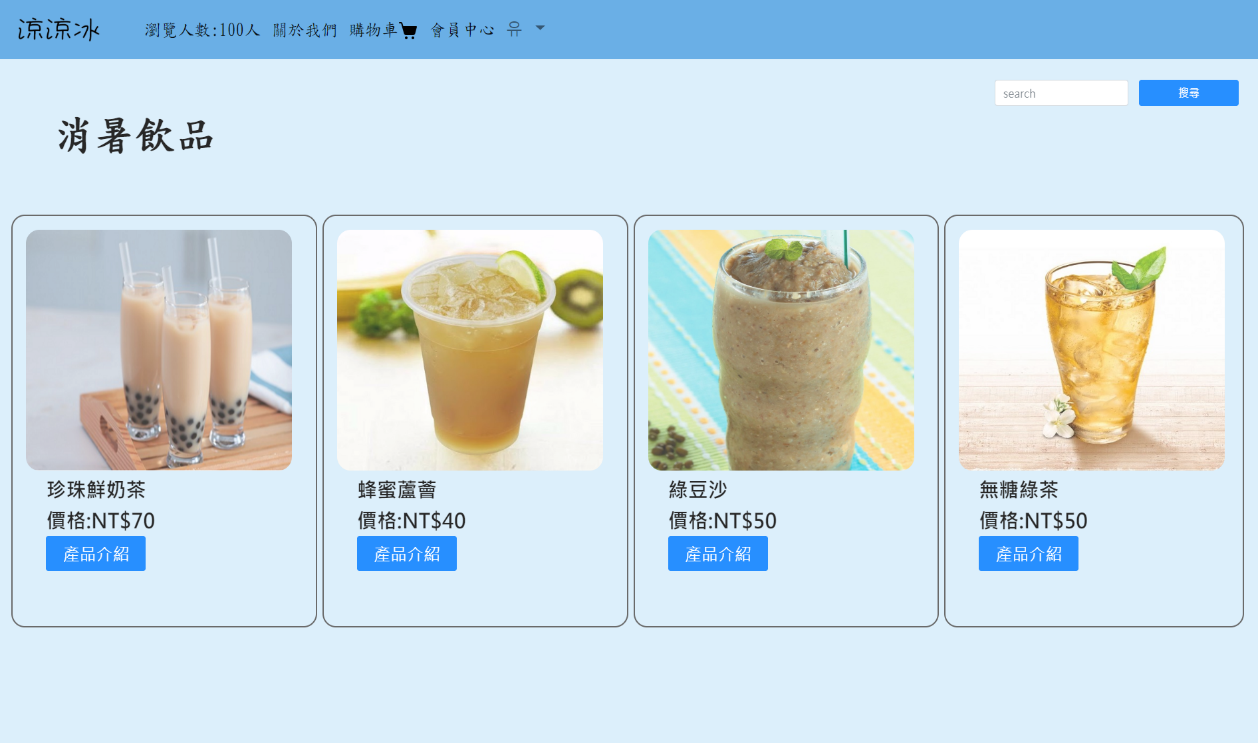 涼涼冰 瀏覽人數:100人 關於我們 購物車 會員中心 유
search 搜尋
消暑飲品
珍珠鮮奶茶
價格:NT$70
產品介紹
蜂蜜蘆薈
價格:NT$40
產品介紹
綠豆沙
價格:NT$50
產品介紹
無糖綠茶
價格:NT$50
產品介紹